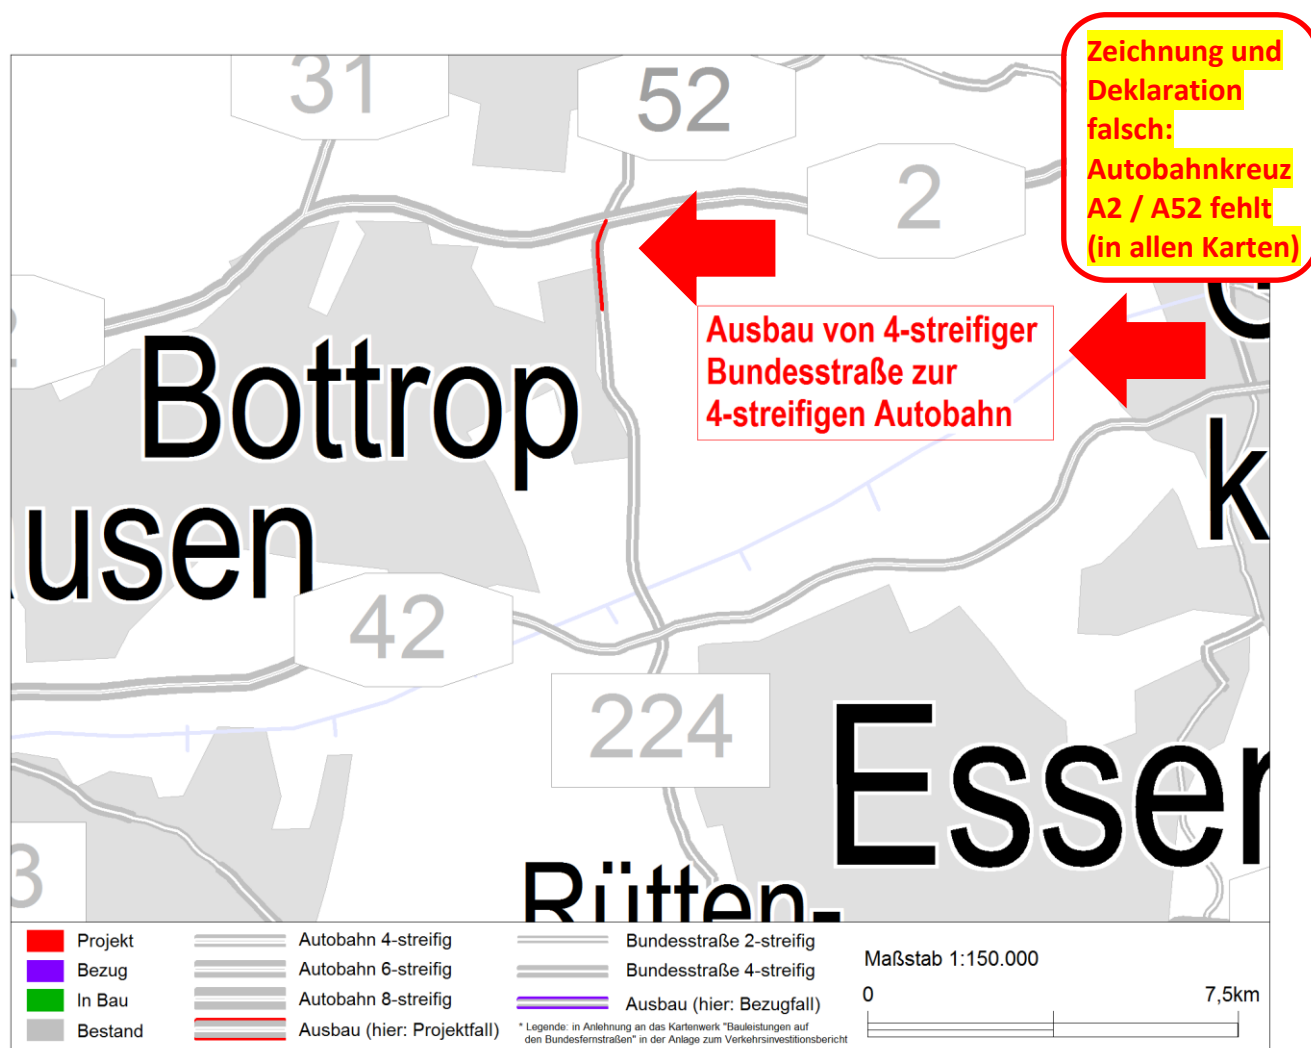 Zeichnung und
Deklaration
falsch:
Autobahnkreuz
A2 / A52 fehlt
(in allen Karten)
31
52
2
Ausbau von 4-streifiger
Bundesstraße zur
4-streifigen Autobahn
Bottrop
usen
k
42
224
Essen
3
Rütten-
Projekt
Bezug
In Bau
Bestand
Autobahn 4-streifig
Autobahn 6-streifig
Autobahn 8-streifig
Ausbau (hier: Projektfall)
Bundesstraße 2-streifig
Bundesstraße 4-streifig
Ausbau (hier: Bezugfall)
* Legende: in Anlehnung an das Kartenwerk "Bauleistungen auf
den Bundesfernstraßen" in der Anlage zum Verkehrsinvestitionsbericht
Maßstab 1:150.000
0 7,5km